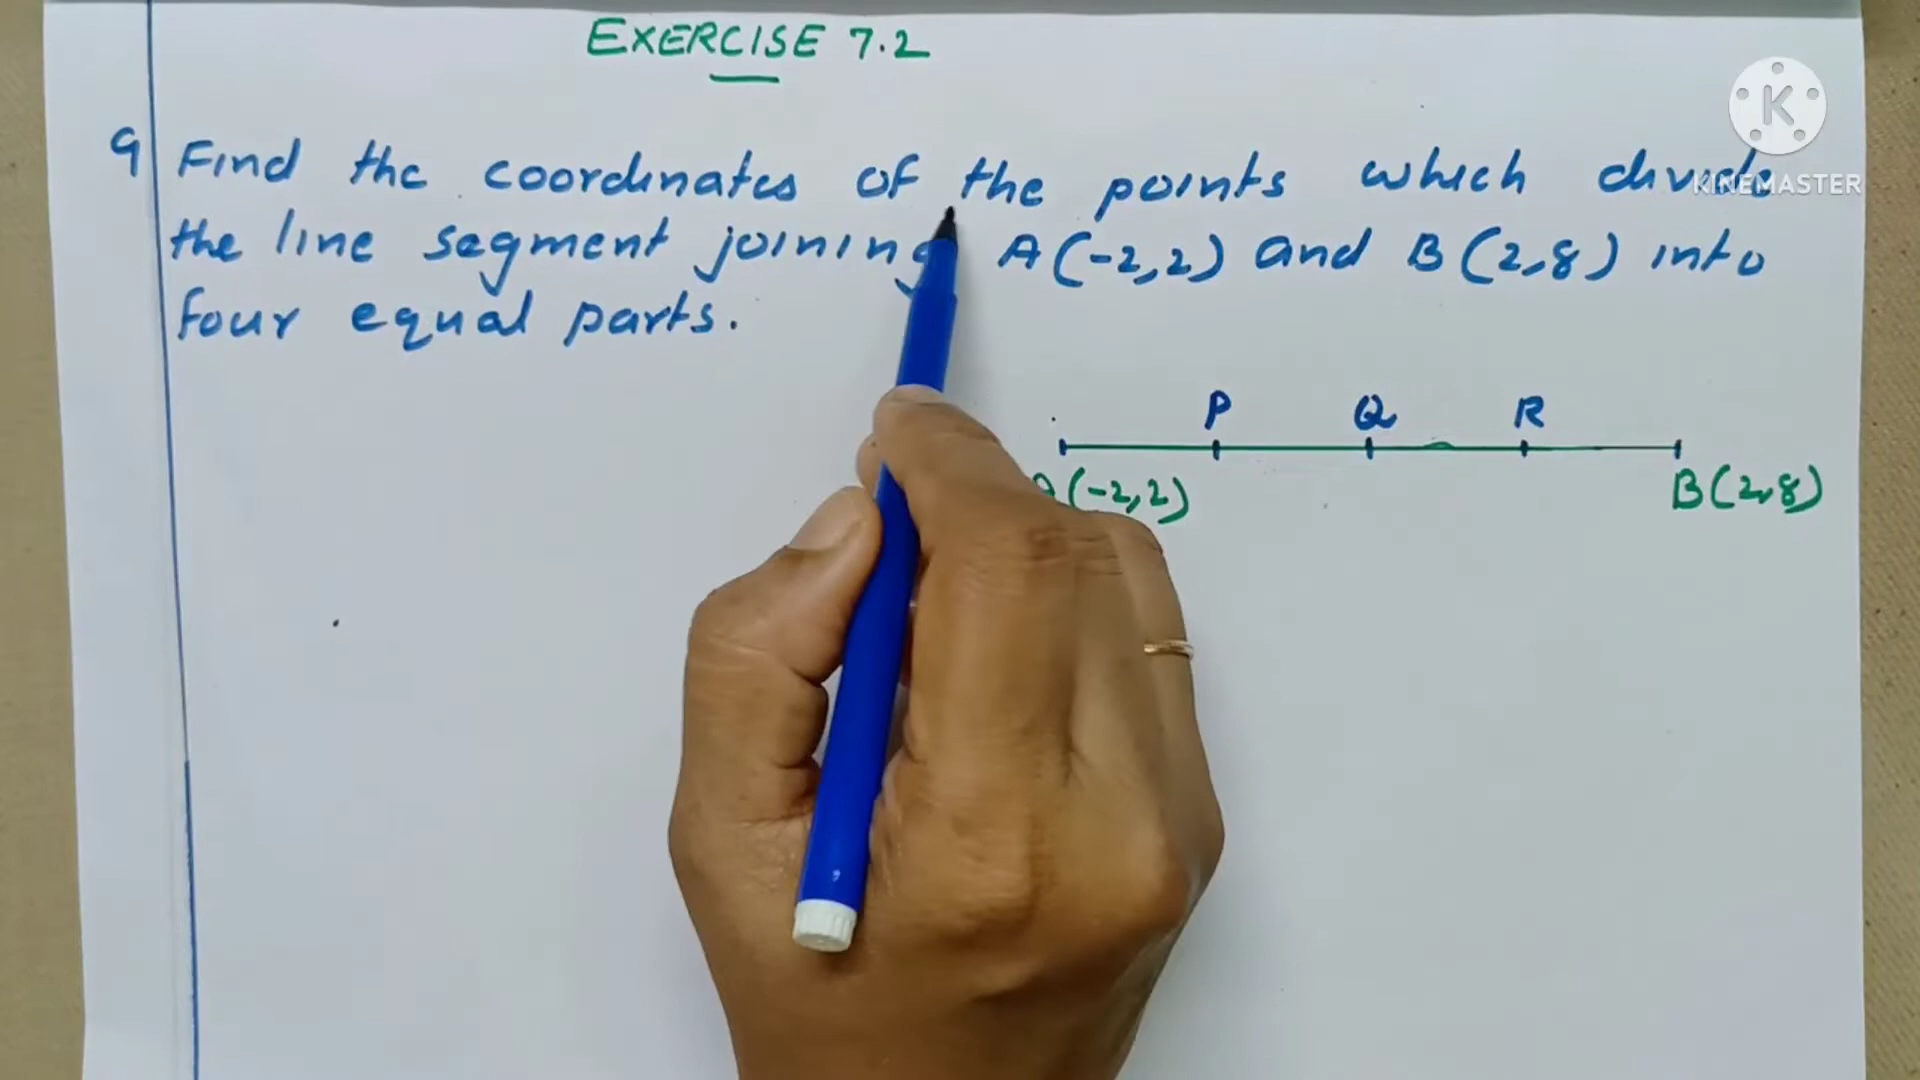 EXERCISE 7.2
9 Find the coordinates of the points which divide
the line segment joining A(-2,2) and B(2,8) into
four equal parts.
P Q R
A(-2,2) B(2,8)
K
KINEMASTER